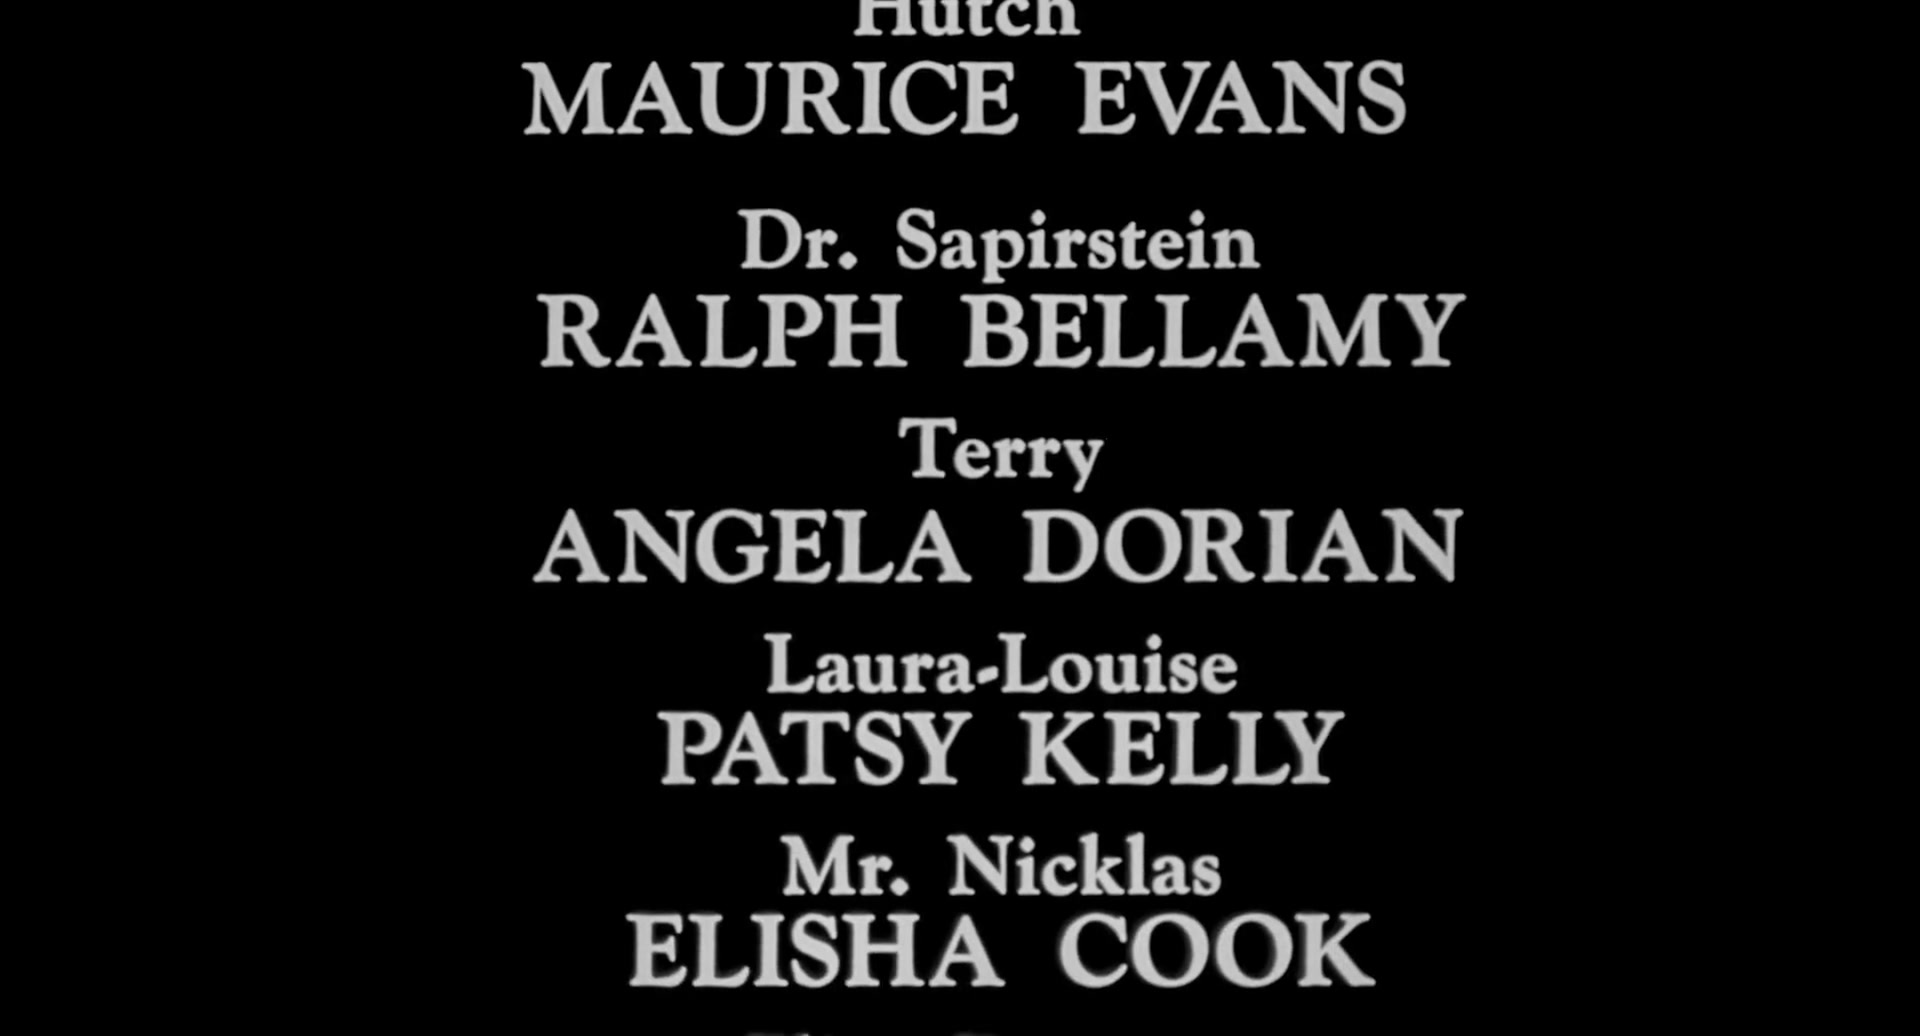 Hutch
MAURICE EVANS
Dr. Sapirstein
RALPH BELLAMY
Terry
ANGELA DORIAN
Laura-Louise
PATSY KELLY
Mr. Nicklas
ELISHA COOK